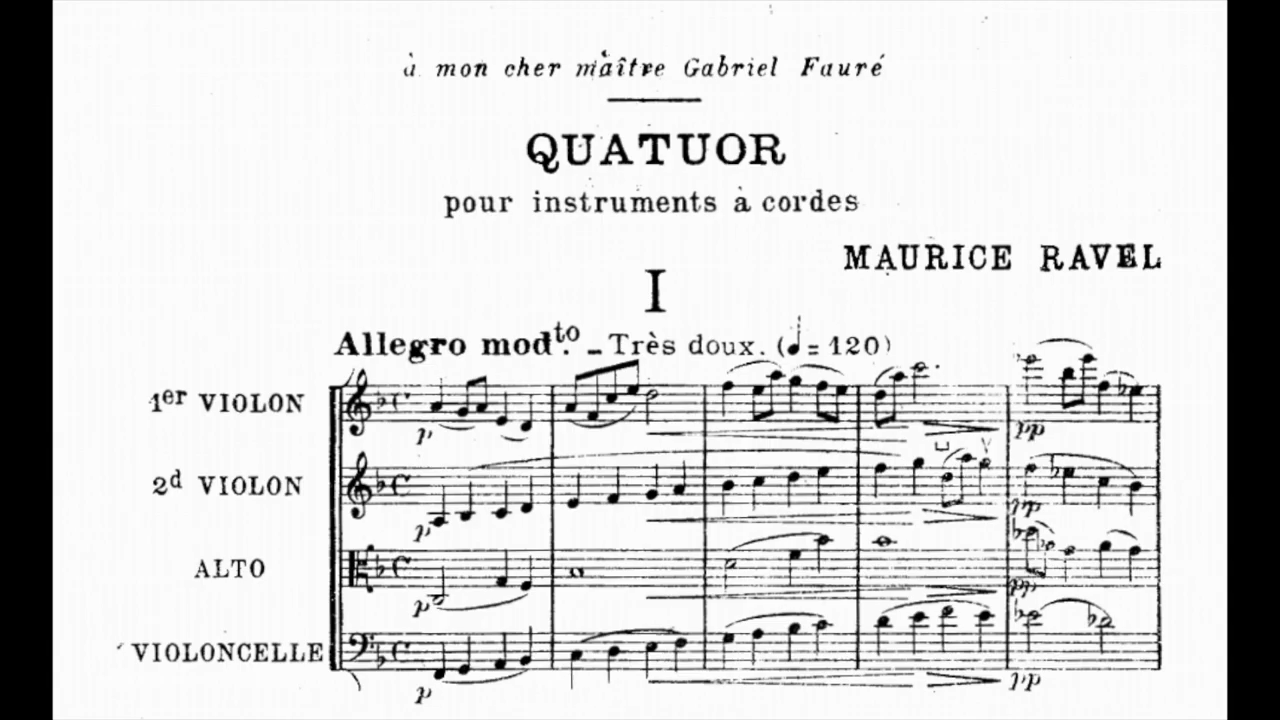 à mon cher maître Gabriel Fauré
QUATUOR
pour instruments à cordes
MAURICE RAVEL
I
Allegro modto. - Très doux. (♩ = 120)
1er VIOLON
p
pp
2d VIOLON
p
pp
ALTO
p
pp
VIOLONCELLE
p
pp